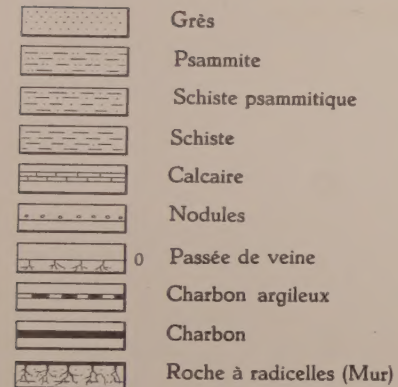 Grès
Psammite
Schiste psammitique
Schiste
Calcaire
Nodules
0 Passée de veine
Charbon argileux
Charbon
Roche à radicelles (Mur)